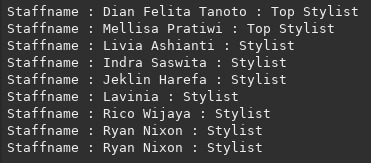 Staffname : Dian Felita Tanoto : Top Stylist
Staffname : Mellisa Pratiwi : Top Stylist
Staffname : Livia Ashianti : Stylist
Staffname : Indra Saswita : Stylist
Staffname : Jeklin Harefa : Stylist
Staffname : Lavinia : Stylist
Staffname : Rico Wijaya : Stylist
Staffname : Ryan Nixon : Stylist
Staffname : Ryan Nixon : Stylist